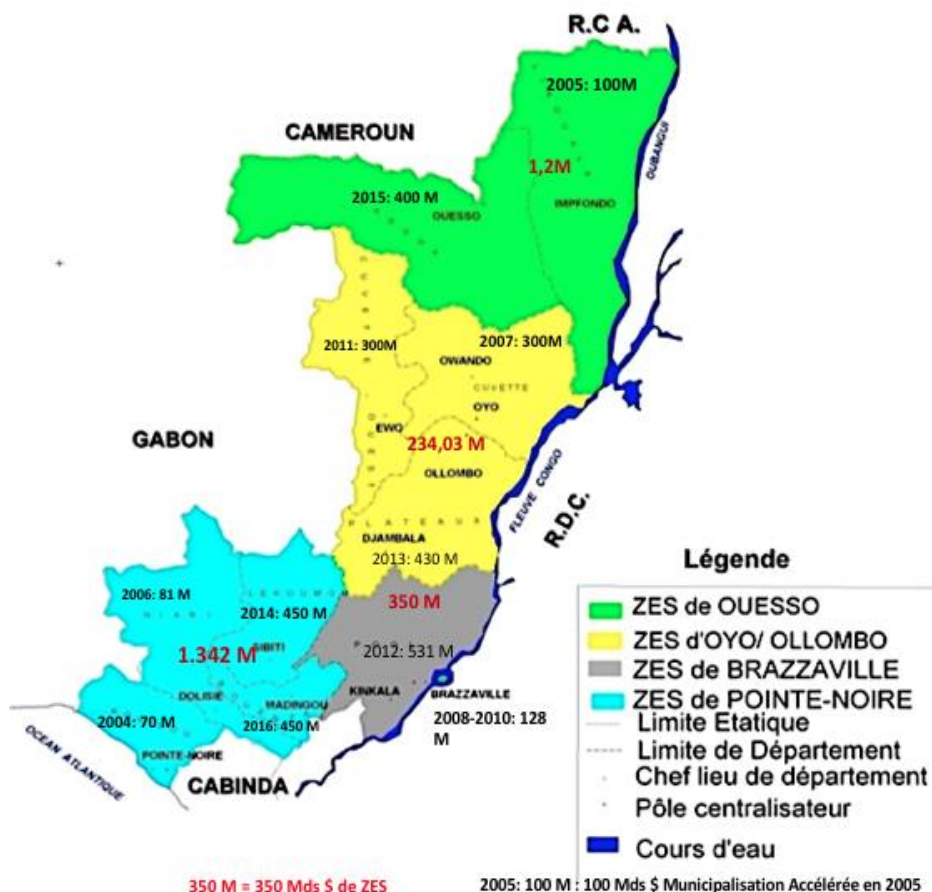 R.C A.
2005: 100M
CAMEROUN
OUBANGUI
1,2M
2015: 400 M
OUESSO
IMPFONDO
2011: 300M
2007: 300M
OWANDO
CUVETTE
OYO
GABON
EWO
234,03 M
OLLOMBO
FLEUVE CONGO
R.D.C.
PLATEAUX
DJAMBALA
2013: 430 M
2006: 81 M
NIARI
LEKOUMOU
2014: 450 M
350 M
1.342 M
SIBITI
POOL
2012: 531 M
DOLISIE
MADINGOU
KINKALA
BRAZZAVILLE
2004: 70 M
2016: 450 M
2008-2010: 128
M
POINTE-NOIRE
OCEAN ATLANTIQUE
CABINDA
Légende
ZES de OUESSO
ZES d'OYO/ OLLOMBO
ZES de BRAZZAVILLE
ZES de POINTE-NOIRE
Limite Etatique
Limite de Département
Chef lieu de département
Pôle centralisateur
Cours d'eau
350 M = 350 Mds $ de ZES
2005: 100 M : 100 Mds $ Municipalisation Accélérée en 2005